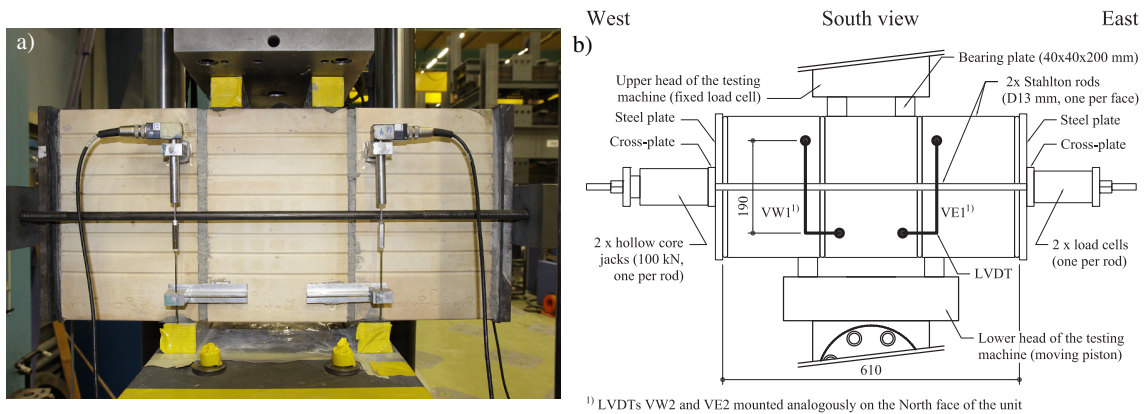 a)
b)
West
South view
East
Bearing plate (40x40x200 mm)
Upper head of the testing
machine (fixed load cell)
2x Stahlton rods
(D13 mm, one per face)
Steel plate
Steel plate
Cross-plate
Cross-plate
190
VW1¹⁾
VE1¹⁾
2 x hollow core
jacks (100 kN,
one per rod)
2 x load cells
(one per rod)
LVDT
Lower head of the testing
machine (moving piston)
610
¹⁾ LVDTs VW2 and VE2 mounted analogously on the North face of the unit